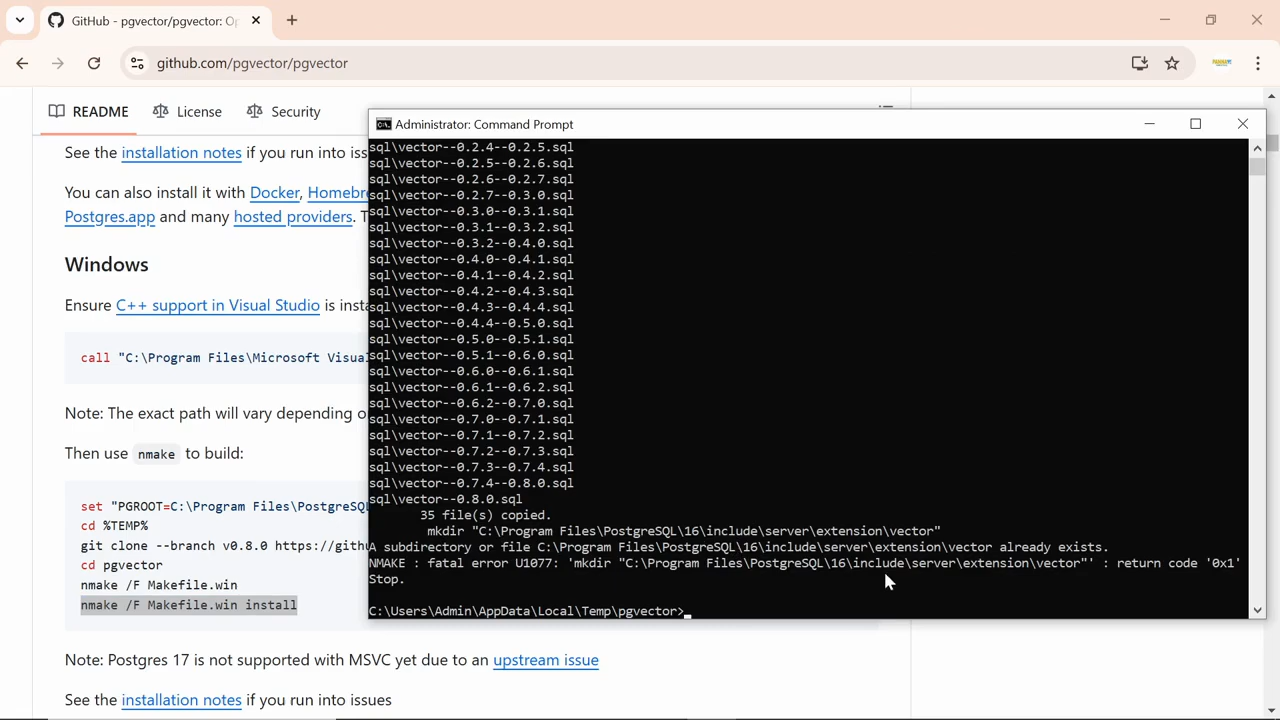 GitHub - pgvector/pgvector: Op
github.com/pgvector/pgvector
README
License
Security
See the installation notes if you run into iss
You can also install it with Docker, Homebre
Postgres.app and many hosted providers. T
Windows
Ensure C++ support in Visual Studio is insta
call "C:\Program Files\Microsoft Visua
Note: The exact path will vary depending o
Then use nmake to build:
set "PGROOT=C:\Program Files\PostgreSQL
cd %TEMP%
git clone --branch v0.8.0 https://githu
cd pgvector
nmake /F Makefile.win
nmake /F Makefile.win install
Note: Postgres 17 is not supported with MSVC yet due to an upstream issue
See the installation notes if you run into issues
Administrator: Command Prompt
sql\vector--0.2.4--0.2.5.sql
sql\vector--0.2.5--0.2.6.sql
sql\vector--0.2.6--0.2.7.sql
sql\vector--0.2.7--0.3.0.sql
sql\vector--0.3.0--0.3.1.sql
sql\vector--0.3.1--0.3.2.sql
sql\vector--0.3.2--0.4.0.sql
sql\vector--0.4.0--0.4.1.sql
sql\vector--0.4.1--0.4.2.sql
sql\vector--0.4.2--0.4.3.sql
sql\vector--0.4.3--0.4.4.sql
sql\vector--0.4.4--0.5.0.sql
sql\vector--0.5.0--0.5.1.sql
sql\vector--0.5.1--0.6.0.sql
sql\vector--0.6.0--0.6.1.sql
sql\vector--0.6.1--0.6.2.sql
sql\vector--0.6.2--0.7.0.sql
sql\vector--0.7.0--0.7.1.sql
sql\vector--0.7.1--0.7.2.sql
sql\vector--0.7.2--0.7.3.sql
sql\vector--0.7.3--0.7.4.sql
sql\vector--0.7.4--0.8.0.sql
sql\vector--0.8.0.sql
35 file(s) copied.
mkdir "C:\Program Files\PostgreSQL\16\include\server\extension\vector"
A subdirectory or file C:\Program Files\PostgreSQL\16\include\server\extension\vector already exists.
NMAKE : fatal error U1077: 'mkdir "C:\Program Files\PostgreSQL\16\include\server\extension\vector"' : return code '0x1'
Stop.
C:\Users\Admin\AppData\Local\Temp\pgvector>